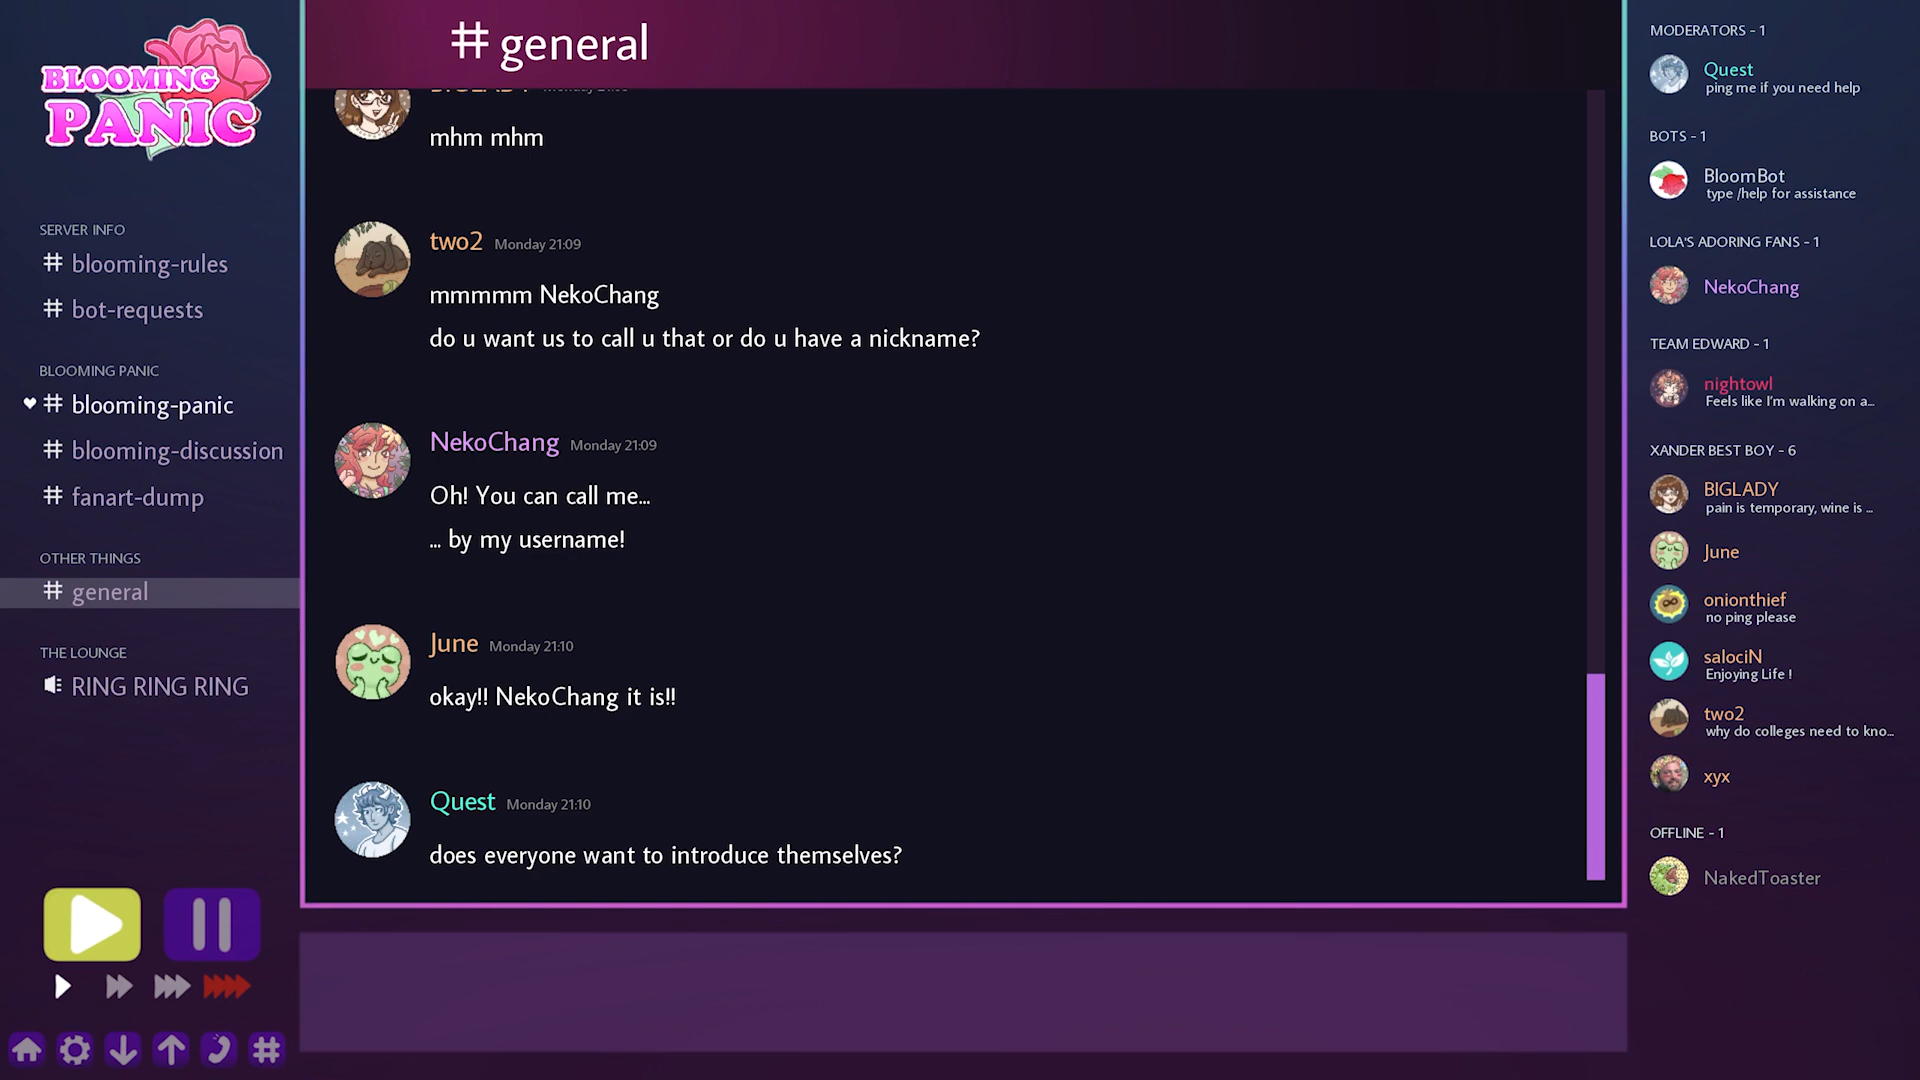 BLOOMING
PANIC
SERVER INFO
# blooming-rules
# bot-requests
BLOOMING PANIC
# blooming-panic
# blooming-discussion
# fanart-dump
OTHER THINGS
# general
THE LOUNGE
RING RING RING
# general
mhm mhm
two2 Monday 21:09
mmmmm NekoChang
do u want us to call u that or do u have a nickname?
NekoChang Monday 21:09
Oh! You can call me...
... by my username!
June Monday 21:10
okay!! NekoChang it is!!
Quest Monday 21:10
does everyone want to introduce themselves?
MODERATORS - 1
Quest
ping me if you need help
BOTS - 1
BloomBot
type /help for assistance
LOLA'S ADORING FANS - 1
NekoChang
TEAM EDWARD - 1
nightowl
Feels like I'm walking on a...
XANDER BEST BOY - 6
BIGLADY
pain is temporary, wine is ...
June
onionthief
no ping please
salociN
Enjoying Life !
two2
why do colleges need to kno...
xyx
OFFLINE - 1
NakedToaster